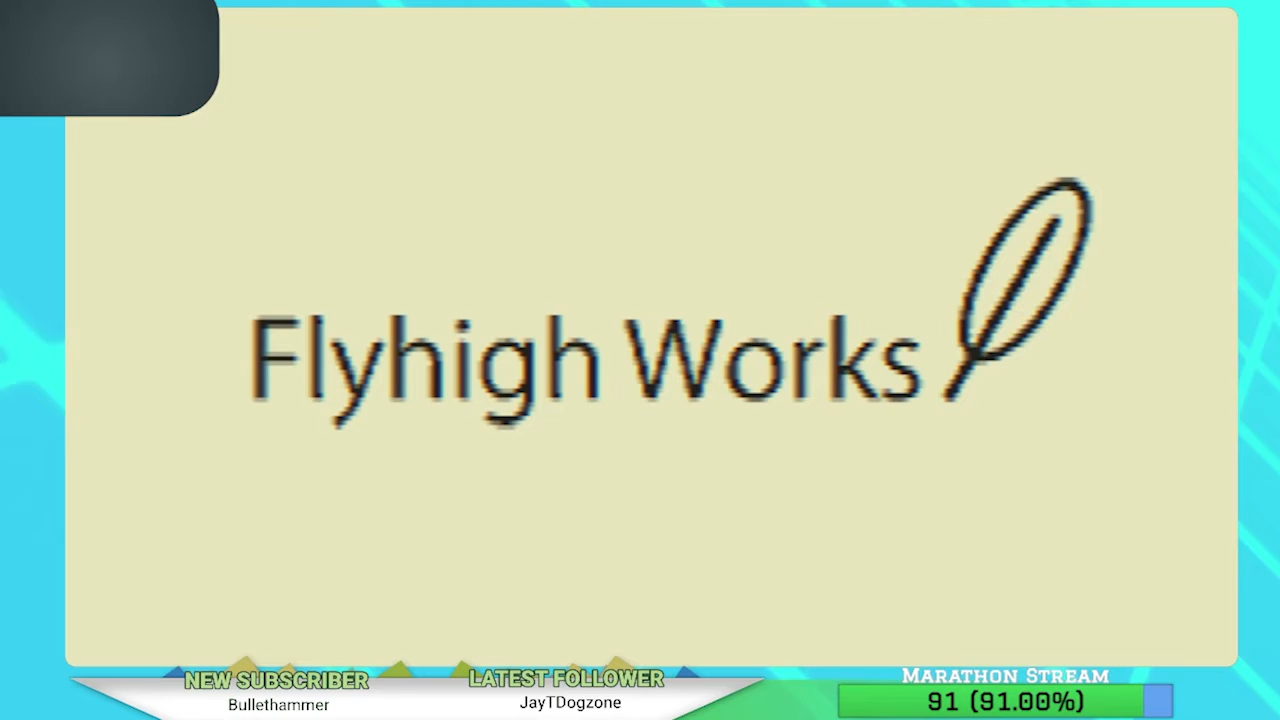 Flyhigh Works
NEW SUBSCRIBER
Bullethammer
LATEST FOLLOWER
JayTDogzone
MARATHON STREAM
91 (91.00%)